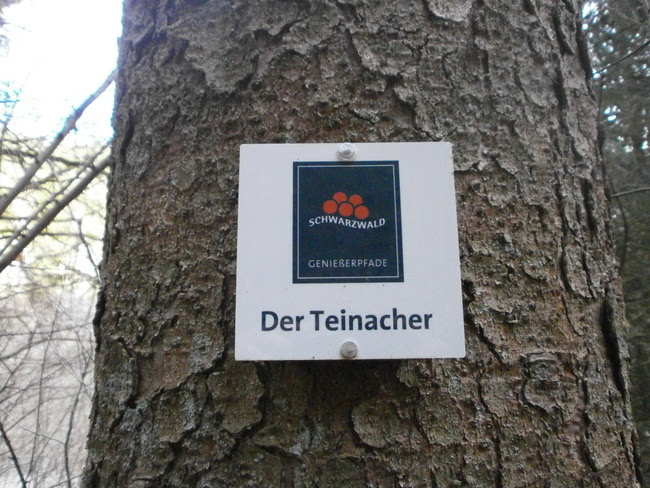 SCHWARZWALD
GENIEßERPFADE
Der Teinacher